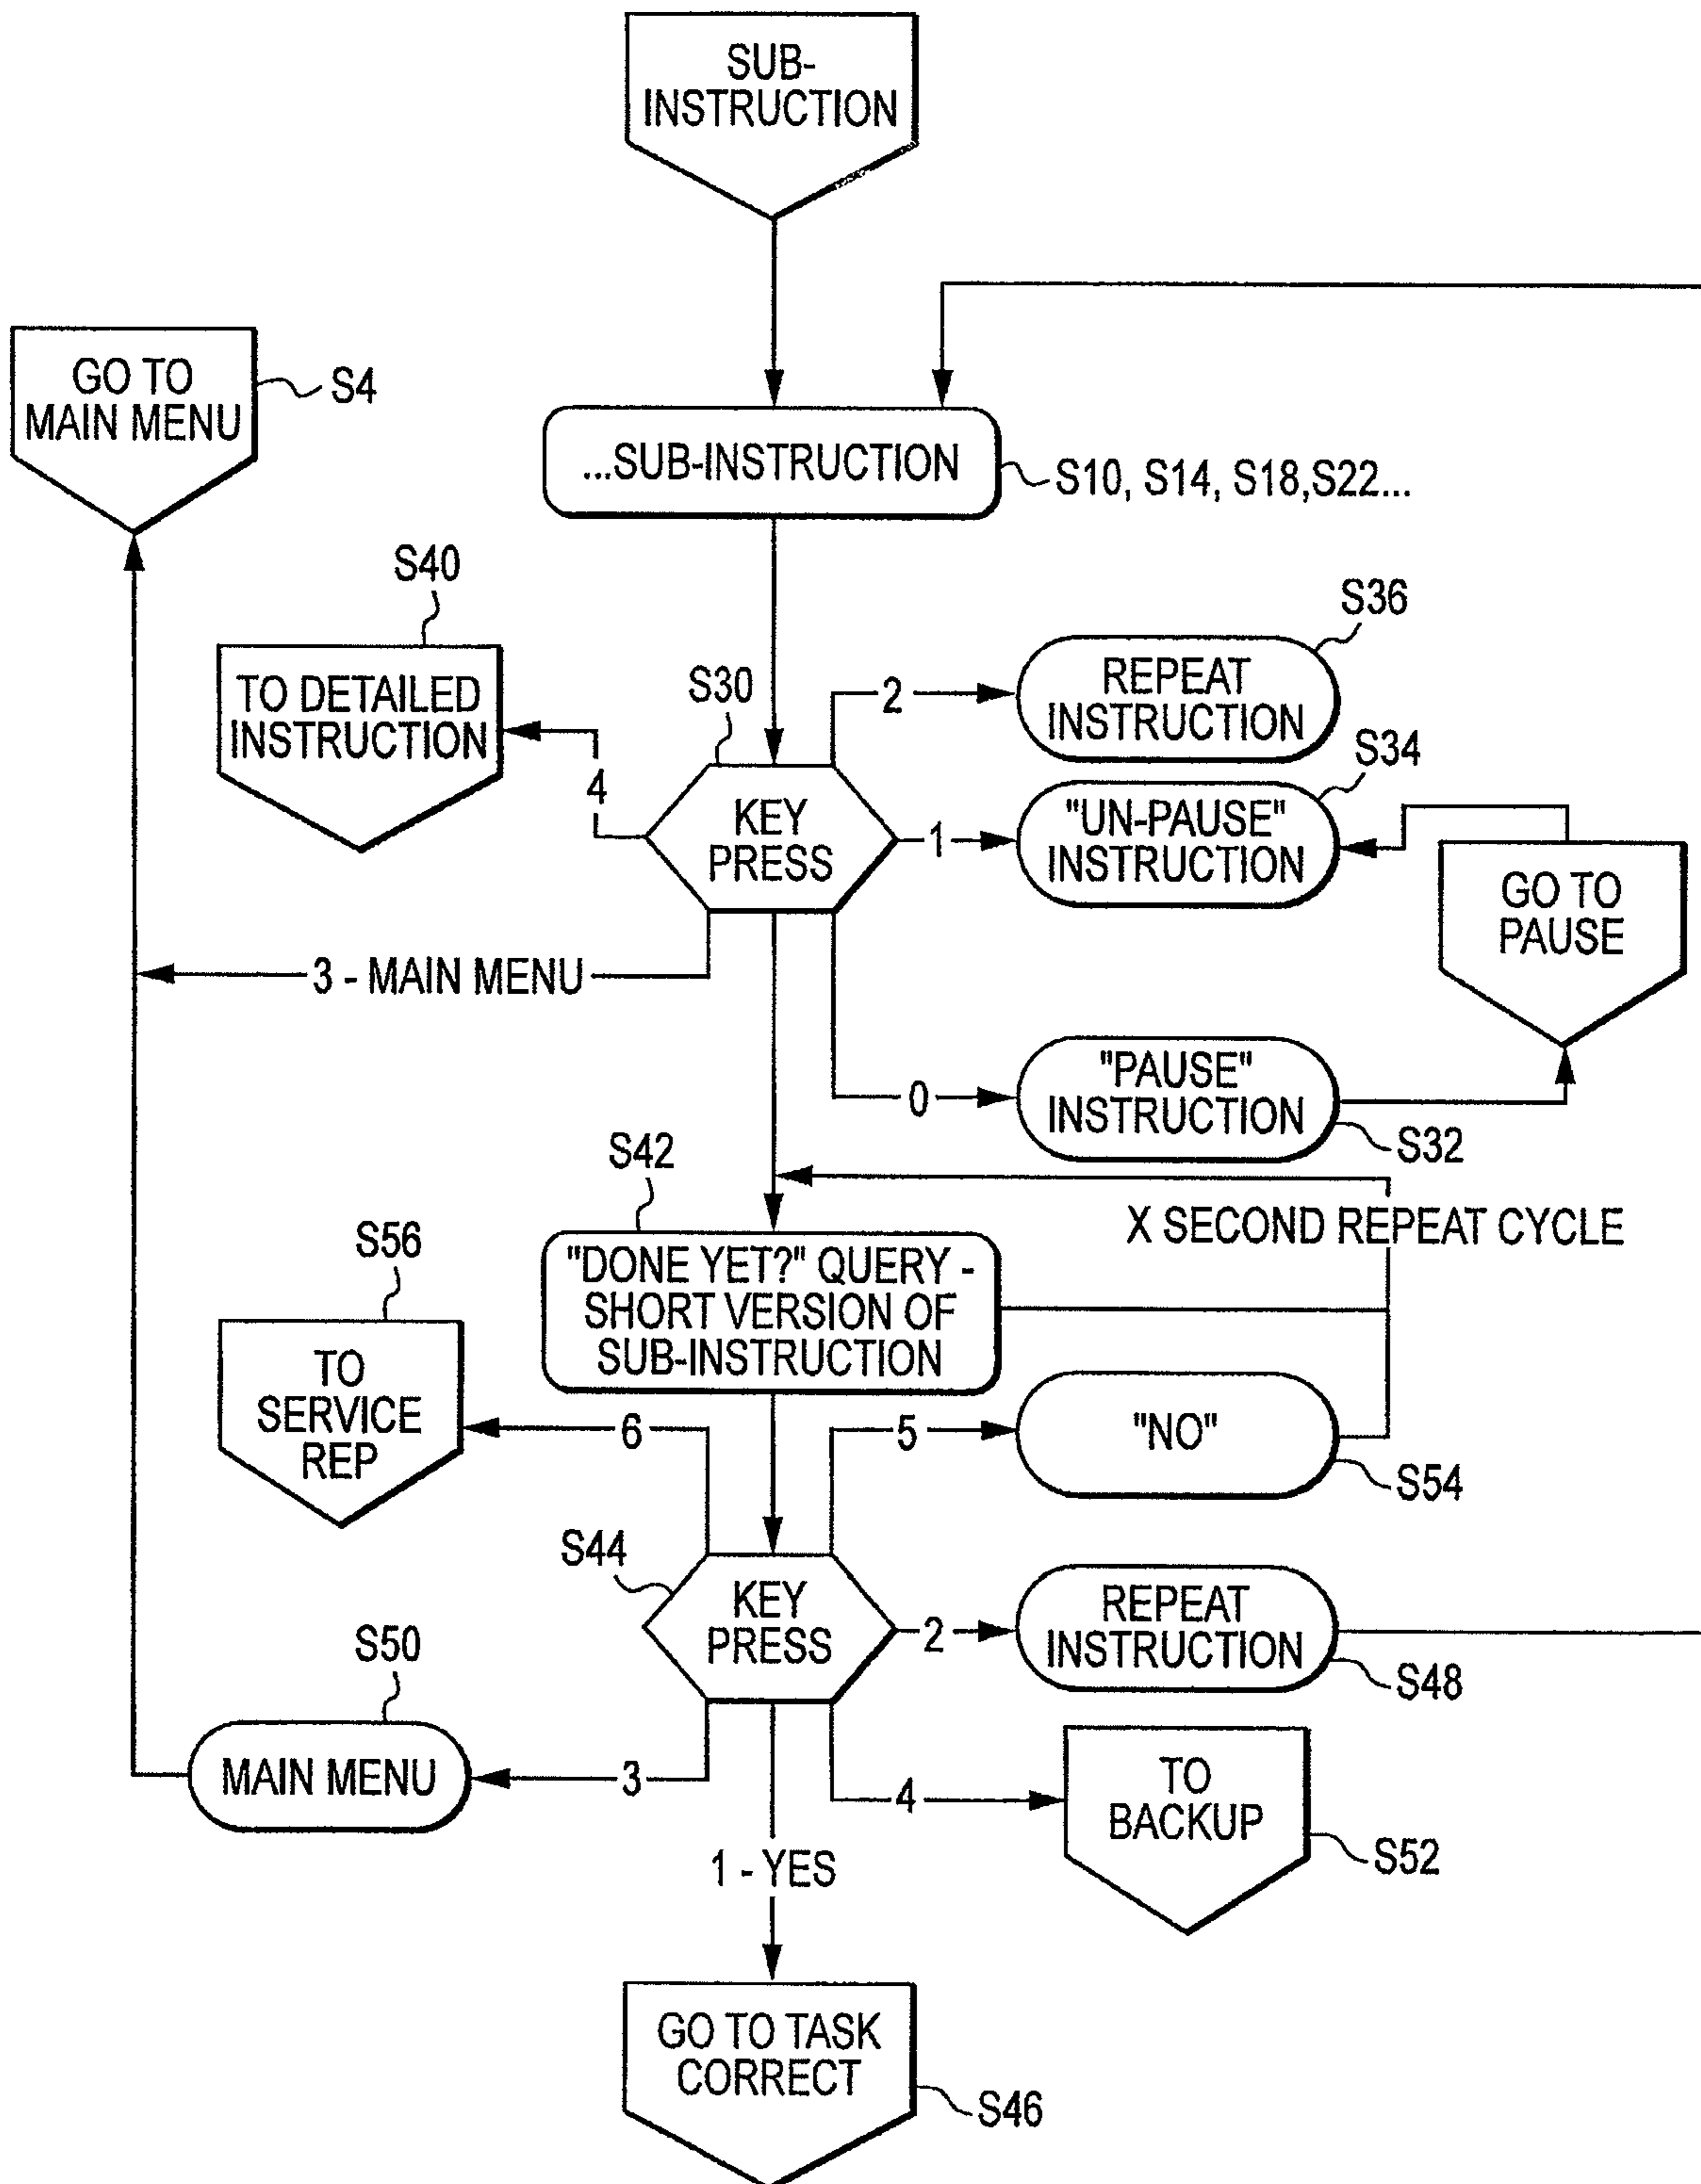 SUB-
INSTRUCTION
GO TO
MAIN MENU
S4
...SUB-INSTRUCTION
S10, S14, S18,S22...
S40
S36
TO DETAILED
INSTRUCTION
S30
2
REPEAT
INSTRUCTION
S34
4
KEY
PRESS
1
"UN-PAUSE"
INSTRUCTION
GO TO
PAUSE
3 - MAIN MENU
0
"PAUSE"
INSTRUCTION
S32
S42
X SECOND REPEAT CYCLE
S56
"DONE YET?" QUERY -
SHORT VERSION OF
SUB-INSTRUCTION
TO
SERVICE
REP
6
5
"NO"
S54
S44
KEY
PRESS
2
REPEAT
INSTRUCTION
S48
S50
MAIN MENU
3
4
TO
BACKUP
S52
1 - YES
GO TO TASK
CORRECT
S46